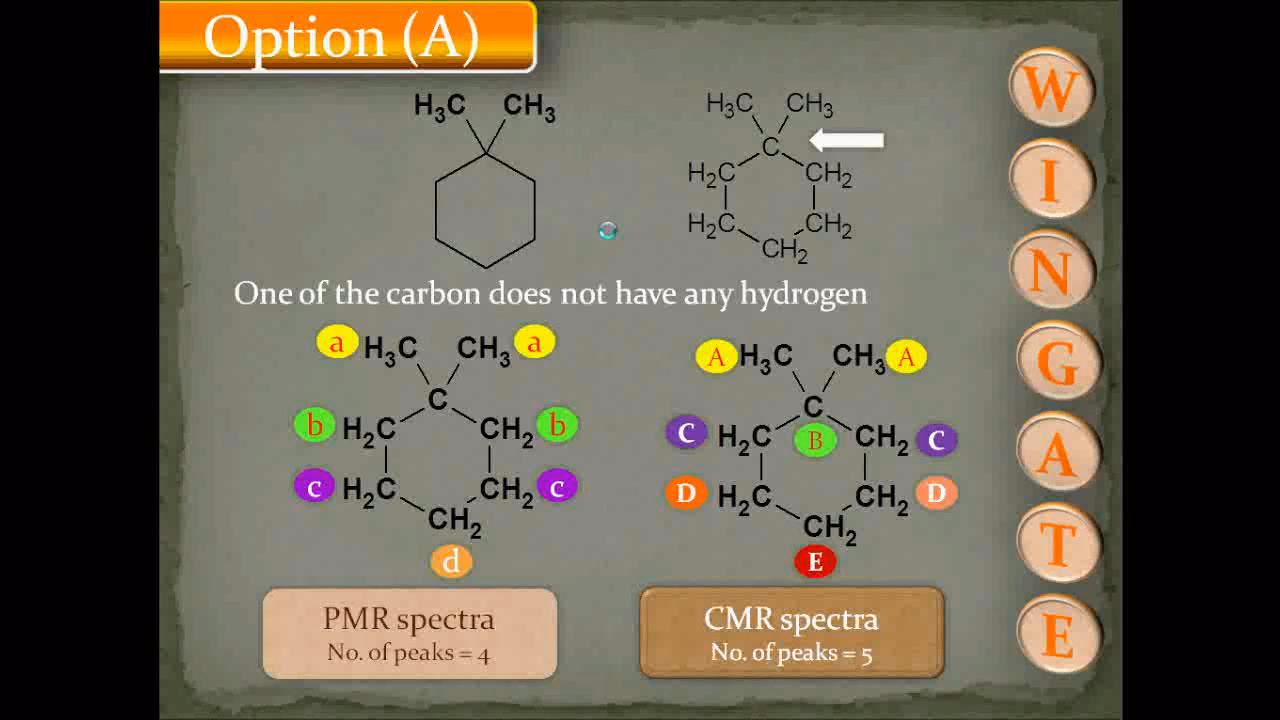 Option (A)
H3C CH3
H3C CH3
C
H2C CH2
H2C CH2
CH2
One of the carbon does not have any hydrogen
a H3C CH3 a
C
b H2C CH2 b
c H2C CH2 c
CH2
d
A H3C CH3 A
C
C H2C B CH2 C
D H2C CH2 D
CH2
E
PMR spectra
No. of peaks = 4
CMR spectra
No. of peaks = 5
W
I
N
G
A
T
E